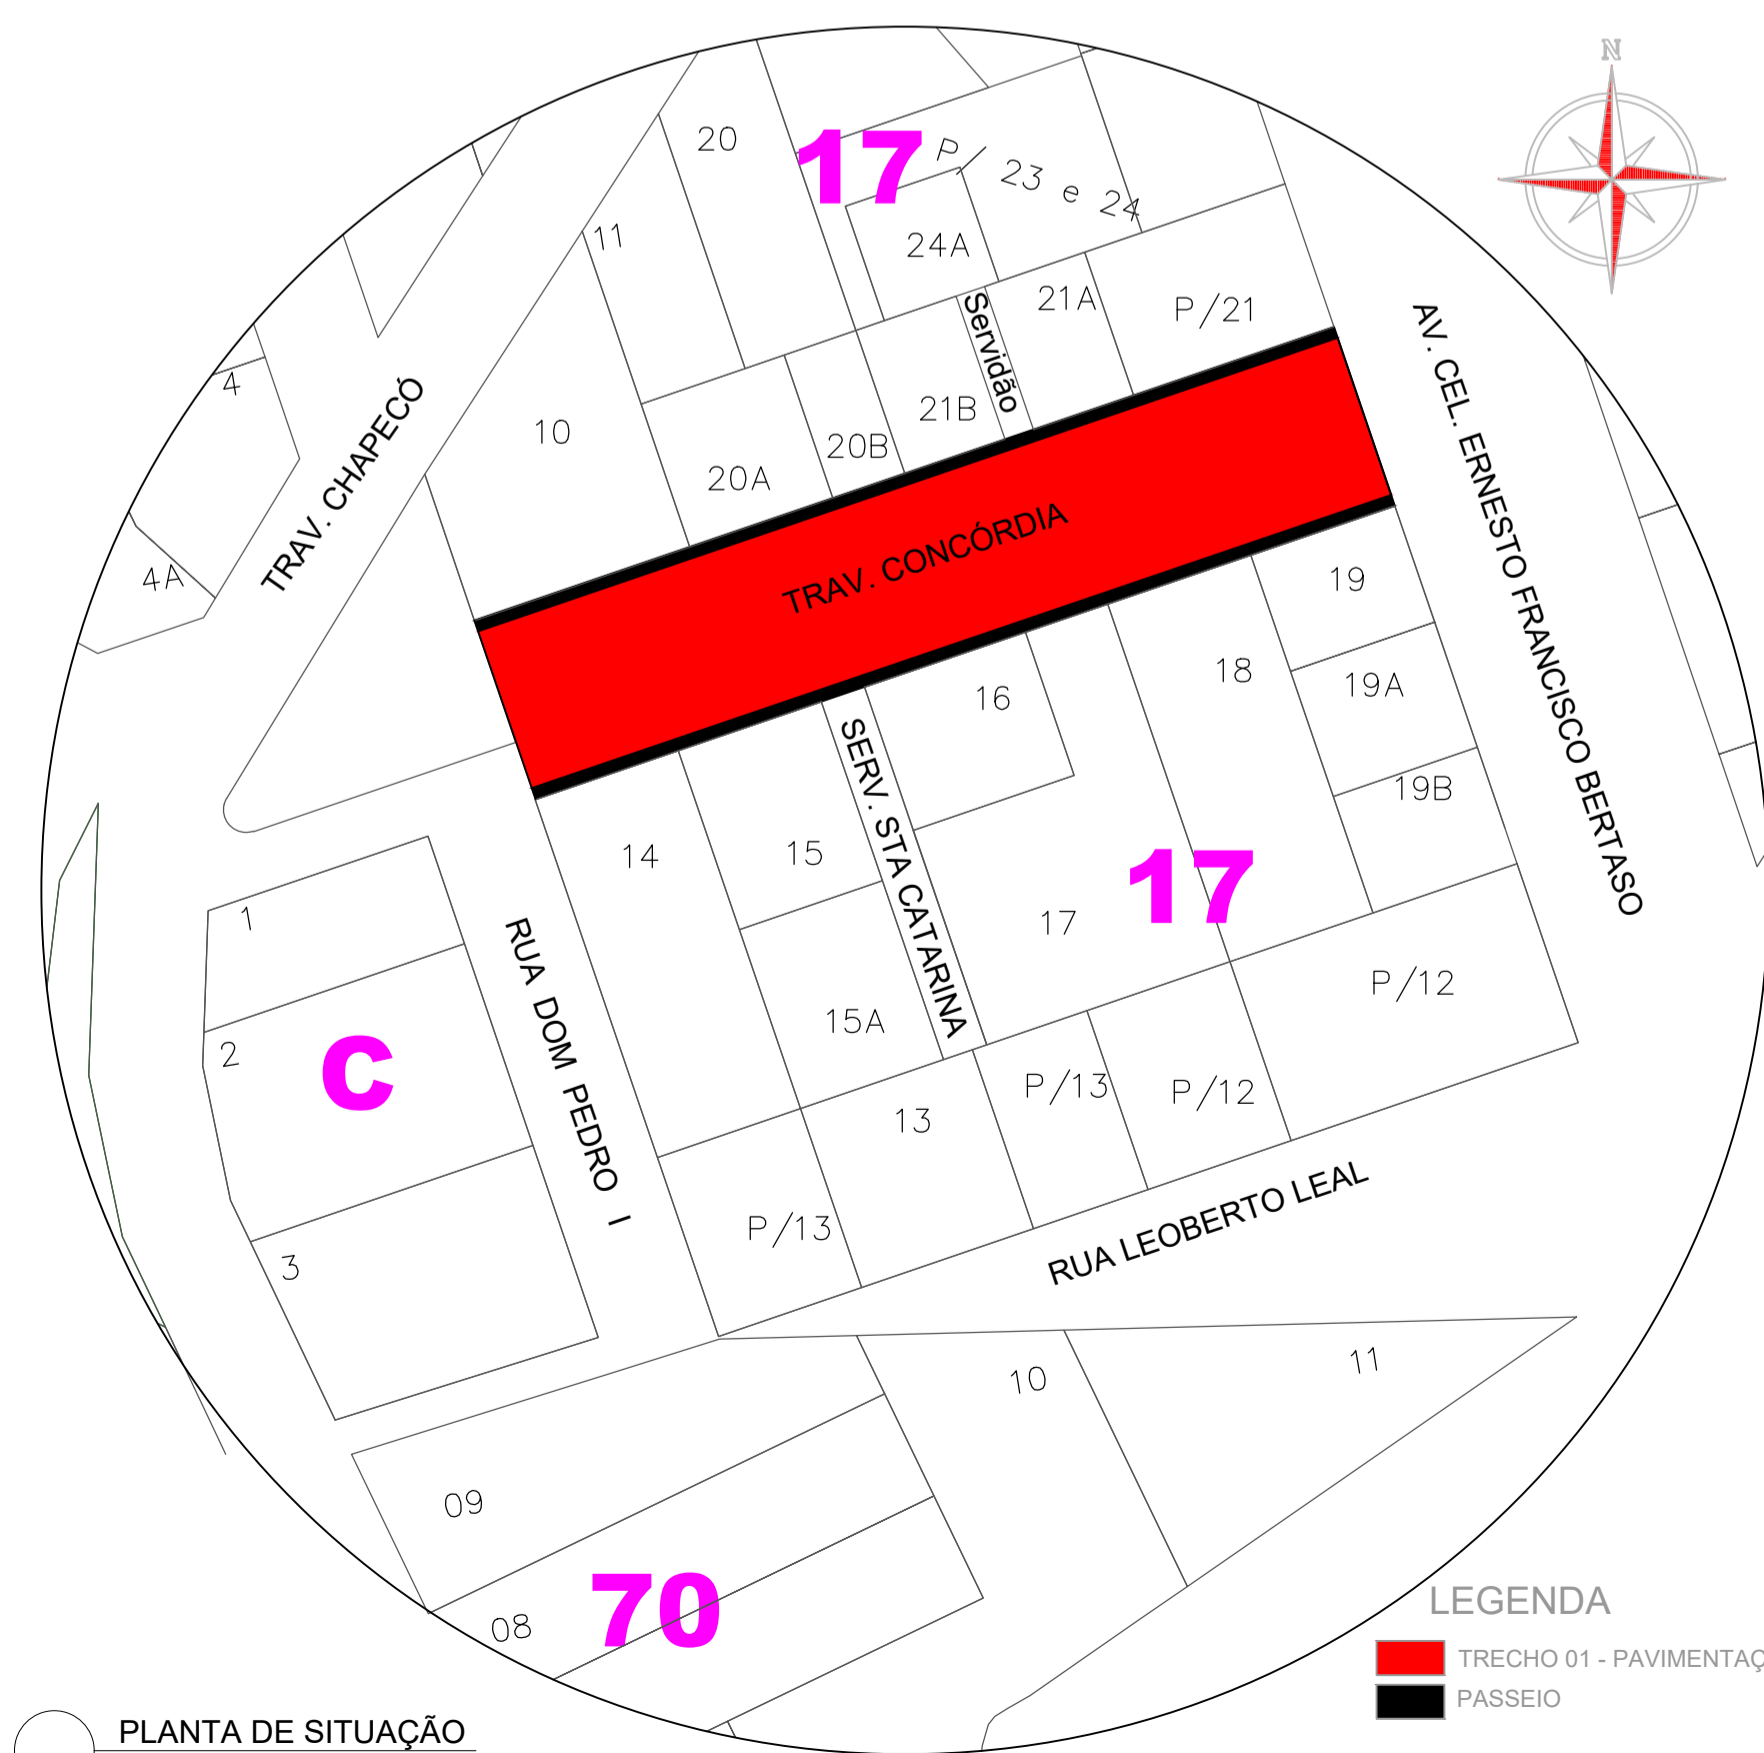 N
20
17
P/ 23 e 24
11
24A
21A
Servidão
P/21
4
TRAV. CHAPECÓ
10
21B
20B
20A
AV. CEL. ERNESTO FRANCISCO BERTASO
4A
TRAV. CONCÓRDIA
19
18
19A
16
19B
SERV. STA CATARINA
14
15
17
17
1
RUA DOM PEDRO I
P/12
15A
2
C
P/13
P/12
13
P/13
3
RUA LEOBERTO LEAL
10
11
09
08
70
LEGENDA
TRECHO 01 - PAVIMENTAÇ
PASSEIO
PLANTA DE SITUAÇÃO